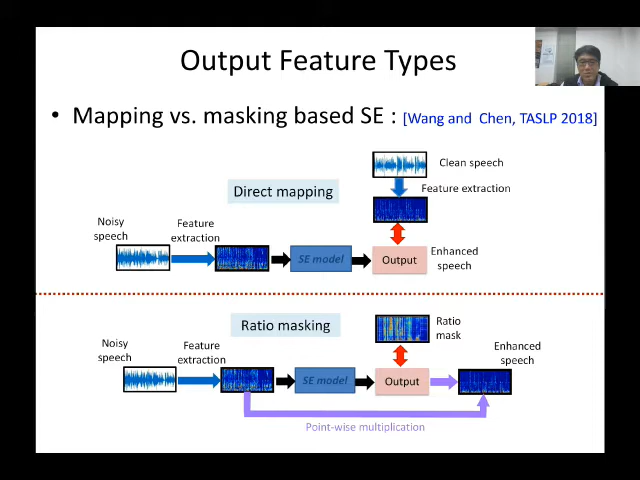 Output Feature Types
• Mapping vs. masking based SE : [Wang and Chen, TASLP 2018]
Clean speech
Direct mapping
Feature extraction
Noisy
speech
Feature
extraction
SE model
Output
Enhanced
speech
Ratio masking
Ratio
mask
Noisy
speech
Feature
extraction
SE model
Output
Enhanced
speech
Point-wise multiplication